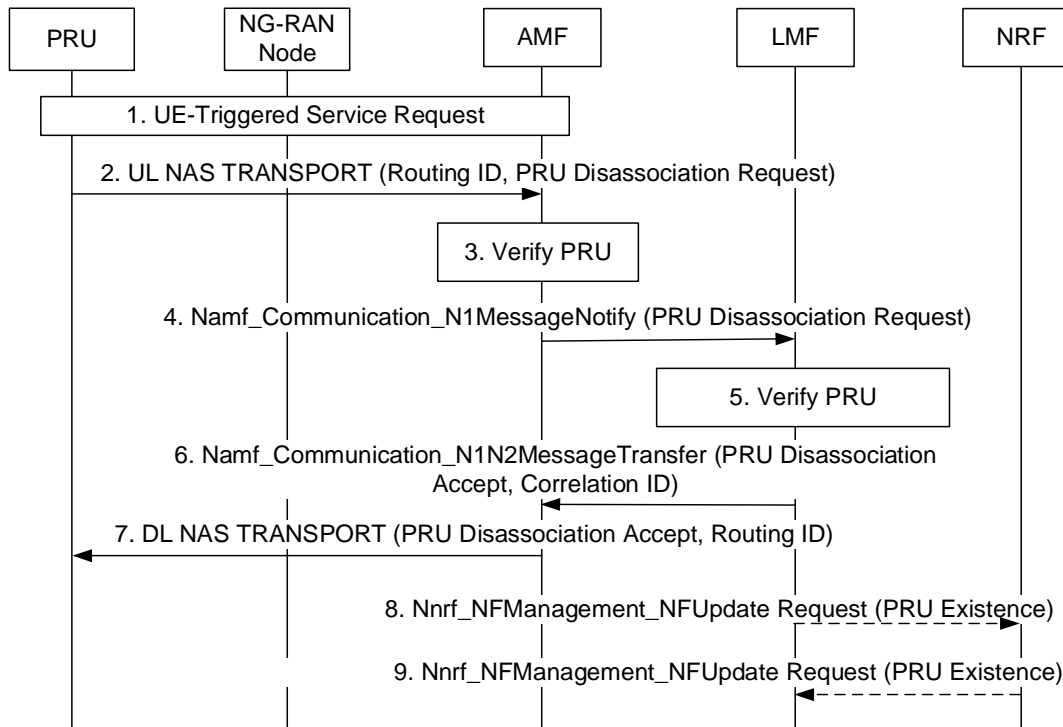 PRU
NG-RAN
Node
AMF
LMF
NRF
1. UE-Triggered Service Request
2. UL NAS TRANSPORT (Routing ID, PRU Disassociation Request)
3. Verify PRU
4. Namf_Communication_N1MessageNotify (PRU Disassociation Request)
5. Verify PRU
6. Namf_Communication_N1N2MessageTransfer (PRU Disassociation
Accept, Correlation ID)
7. DL NAS TRANSPORT (PRU Disassociation Accept, Routing ID)
8. Nnrf_NFManagement_NFUpdate Request (PRU Existence)
9. Nnrf_NFManagement_NFUpdate Request (PRU Existence)